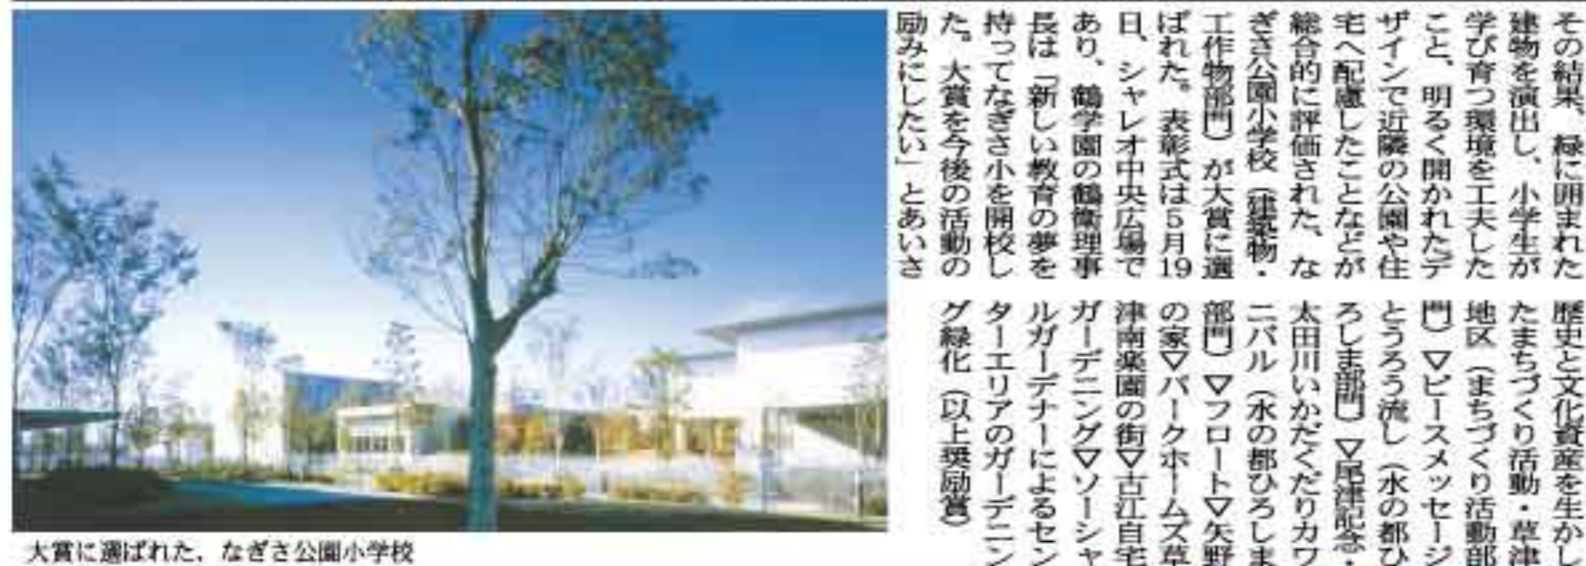 その結果、緑に囲まれた
建物を演出し、小学生が
学び育つ環境を工夫した
こと、明るく開かれたデ
ザインで近隣の公園や住
宅へ配慮したことなどが
総合的に評価された、な
ぎさ公園小学校（建築物・
工作物部門）が大賞に選
ばれた。表彰式は5月19
日、シャレオ中央広場で
あり、鶴学園の鶴衛理事
長は「新しい教育の夢を
持ってなぎさ小を開校し
た。大賞を今後の活動の
励みにしたい」とあいさ
歴史と文化資産を生かし
たまちづくり活動・草津
地区（まちづくり活動部
門）▽ピースメッセージ
とうろう流し（水の都ひ
ろしま部門）▽尾津記念・
太田川いかだくだりカワ
ニバル（水の都ひろしま
部門）▽フロート▽矢野
の家▽パークホームズ草
津南楽園の街▽古江自宅
ガーデニング▽ソーシャ
ルガーデナーによるセン
ターエリアのガーデニン
グ緑化（以上奨励賞）
大賞に選ばれた、なぎさ公園小学校